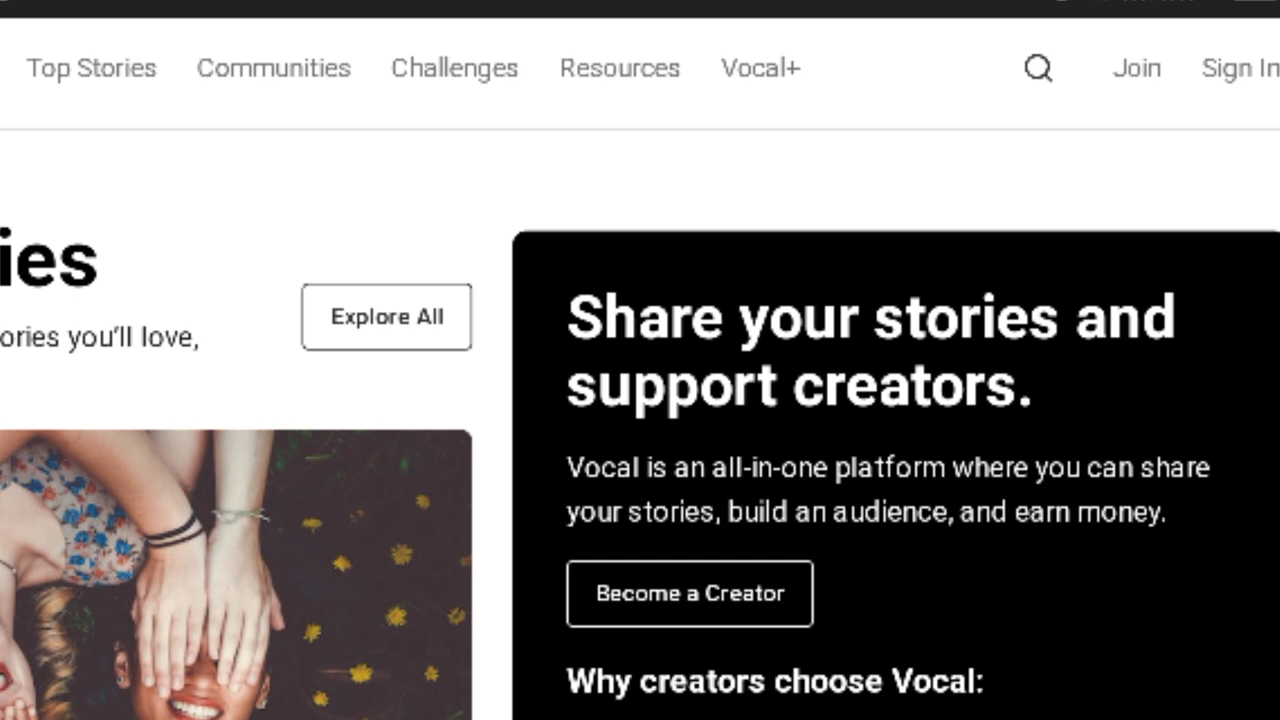 Top Stories Communities Challenges Resources Vocal+ Join Sign In
ies
Explore All
ories you'll love,
Share your stories and
support creators.
Vocal is an all-in-one platform where you can share
your stories, build an audience, and earn money.
Become a Creator
Why creators choose Vocal: